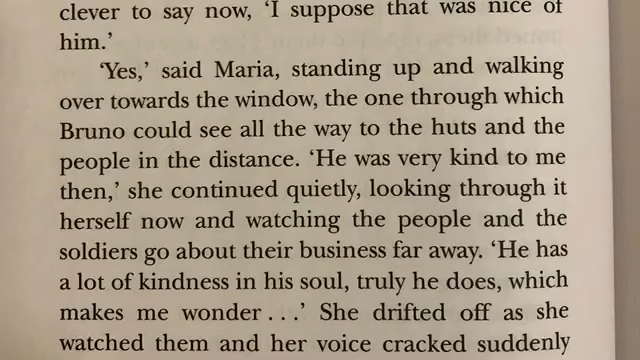 clever to say now, ‘I suppose that was nice of
him.’
‘Yes,’ said Maria, standing up and walking
over towards the window, the one through which
Bruno could see all the way to the huts and the
people in the distance. ‘He was very kind to me
then,’ she continued quietly, looking through it
herself now and watching the people and the
soldiers go about their business far away. ‘He has
a lot of kindness in his soul, truly he does, which
makes me wonder . . .’ She drifted off as she
watched them and her voice cracked suddenly